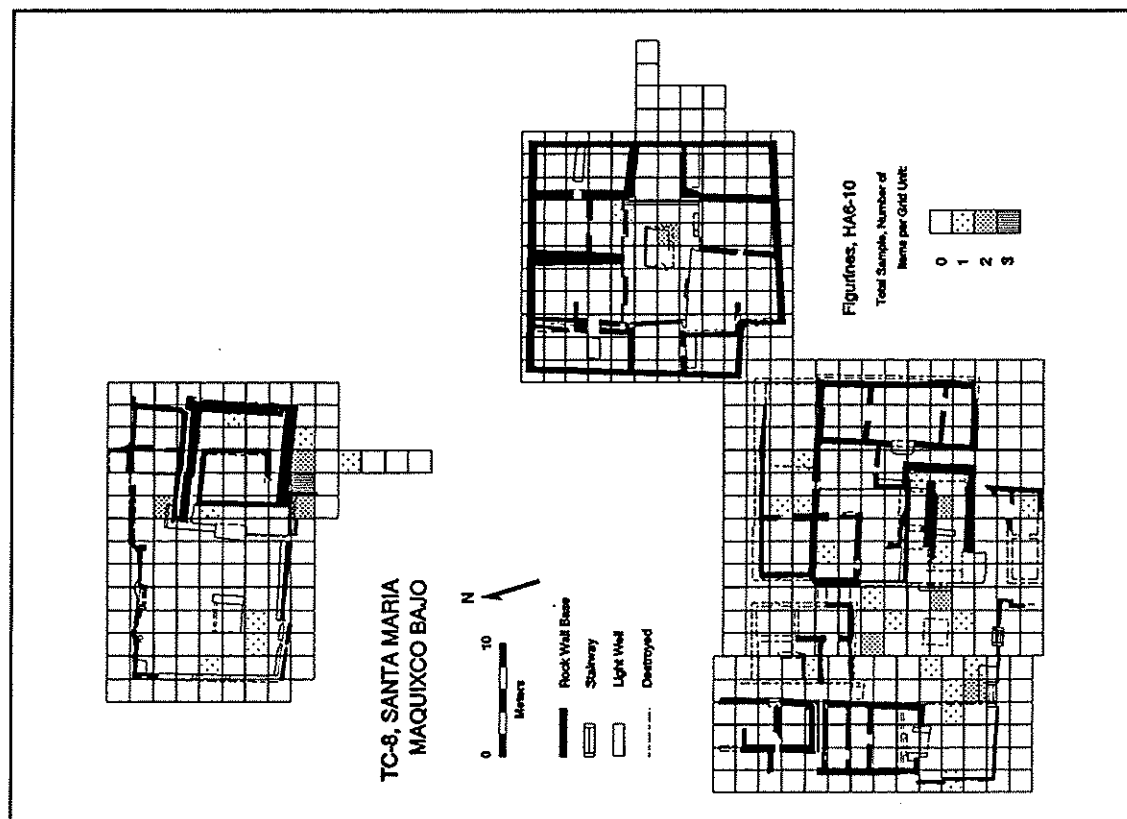 TC-8, SANTA MARIA
MAQUIXCO BAJO
N
0 10
Meters
Rock Wall Base
Stairway
Light Well
Destroyed
Figurines, HA6-10
Total Sample, Number of
Items per Grid Unit:
0
1
2
3